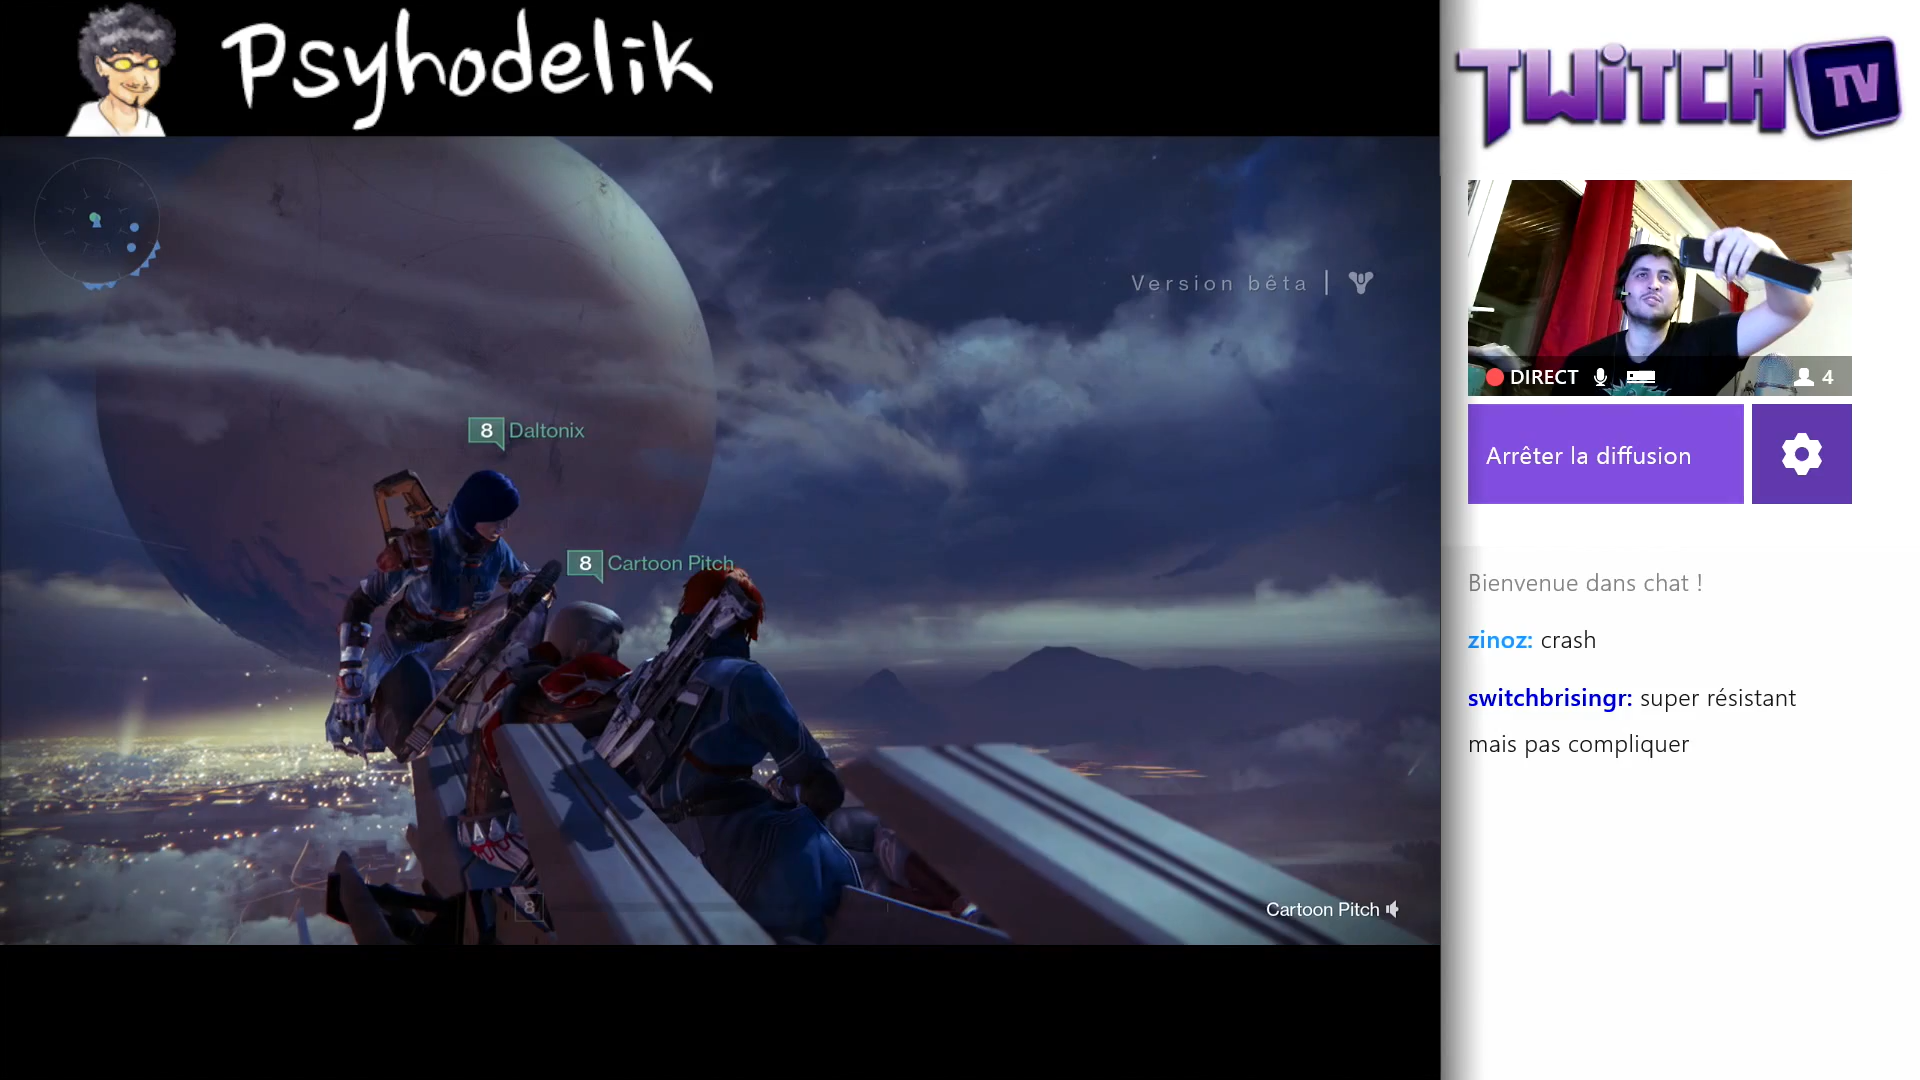 Psyhodelik
TWiTCH TV
Version bêta
8 Daltonix
8 Cartoon Pitch
8
Cartoon Pitch
DIRECT
4
Arrêter la diffusion
Bienvenue dans chat !
zinoz: crash
switchbrisingr: super résistant
mais pas compliquer